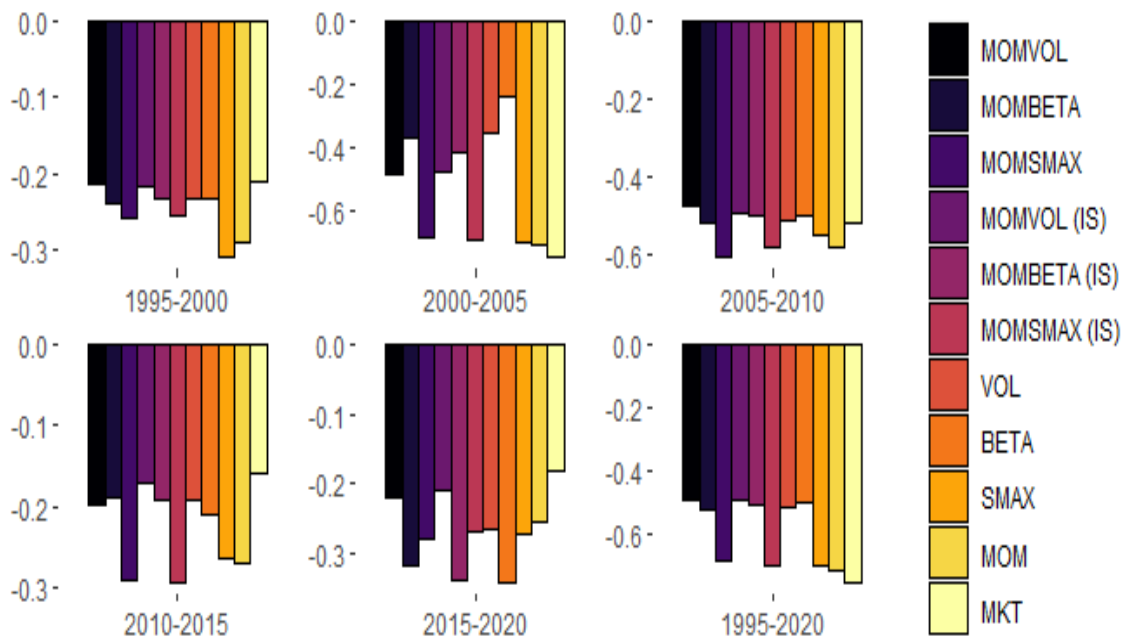 0.0
-0.1
-0.2
-0.3
1995-2000
0.0
-0.2
-0.4
-0.6
2000-2005
0.0
-0.2
-0.4
-0.6
2005-2010
0.0
-0.1
-0.2
-0.3
2010-2015
0.0
-0.1
-0.2
-0.3
2015-2020
0.0
-0.2
-0.4
-0.6
1995-2020
MOMVOL
MOMBETA
MOMSMAX
MOMVOL (IS)
MOMBETA (IS)
MOMSMAX (IS)
VOL
BETA
SMAX
MOM
MKT